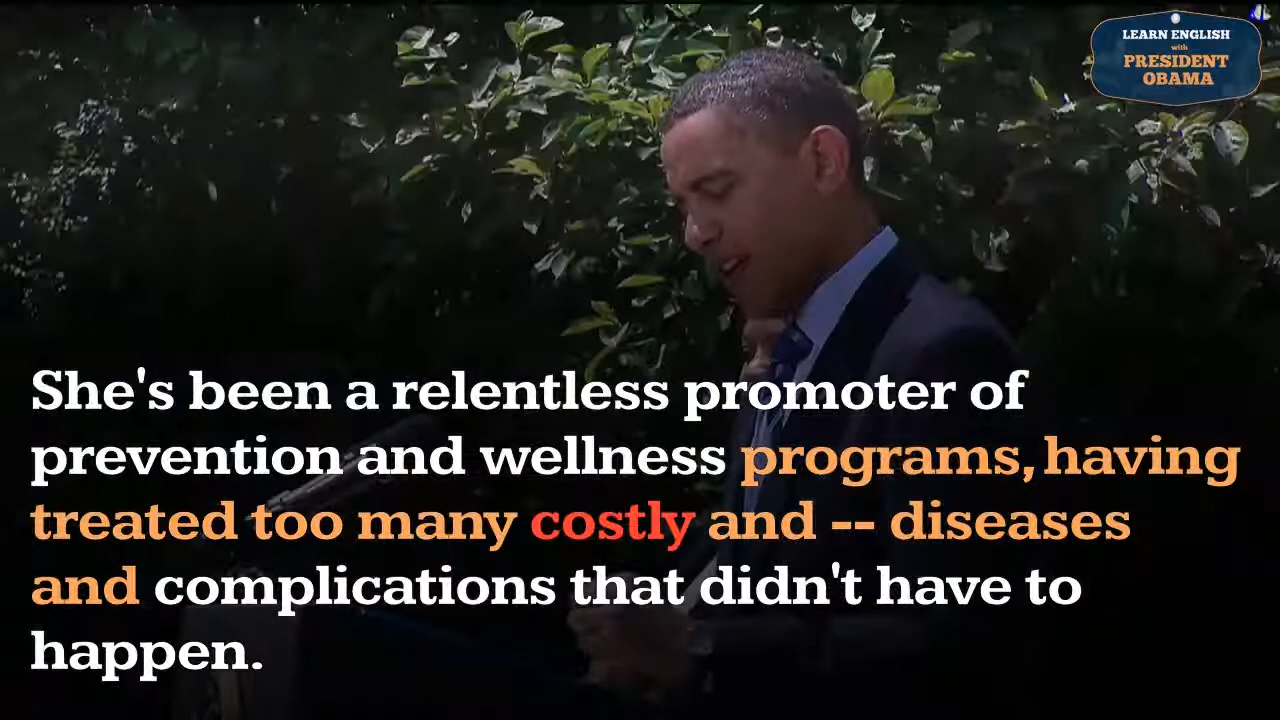 LEARN ENGLISH
with
PRESIDENT
OBAMA
She's been a relentless promoter of
prevention and wellness programs, having
treated too many costly and -- diseases
and complications that didn't have to
happen.